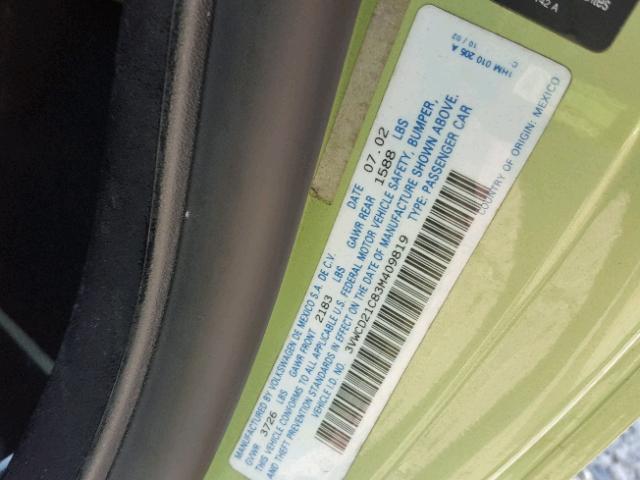 MANUFACTURED BY VOLKSWAGEN DE MEXICO S.A. DE C.V. DATE 07.02
GVWR 3726 LBS GAWR FRONT 2183 LBS GAWR REAR 1588 LBS
THIS VEHICLE CONFORMS TO ALL APPLICABLE U.S. FEDERAL MOTOR VEHICLE SAFETY, BUMPER,
AND THEFT PREVENTION STANDARDS IN EFFECT ON THE DATE OF MANUFACTURE SHOWN ABOVE.
VEHICLE I.D. NO. 3VWCD21C83M409819 TYPE: PASSENGER CAR
COUNTRY OF ORIGIN: MEXICO
1HM 010 205 A
C 10/02
42 A